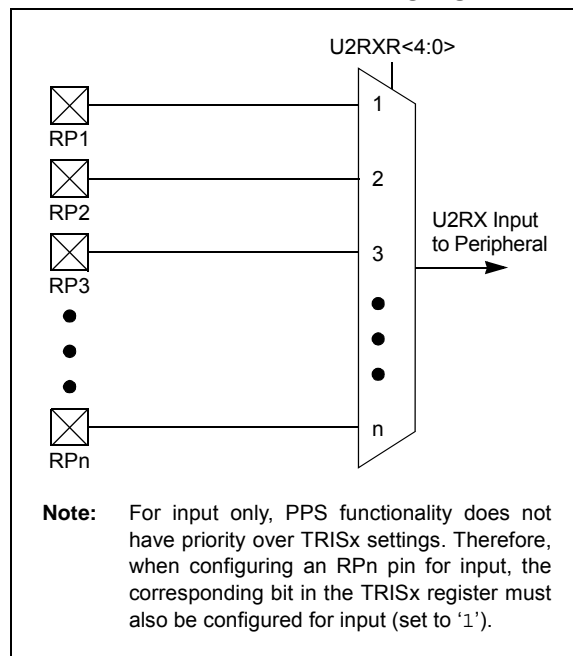 U2RXR<4:0>
RP1
1
RP2
2
RP3
3
U2RX Input
to Peripheral
RPn
n
Note: For input only, PPS functionality does not
have priority over TRISx settings. Therefore,
when configuring an RPn pin for input, the
corresponding bit in the TRISx register must
also be configured for input (set to ‘1’).